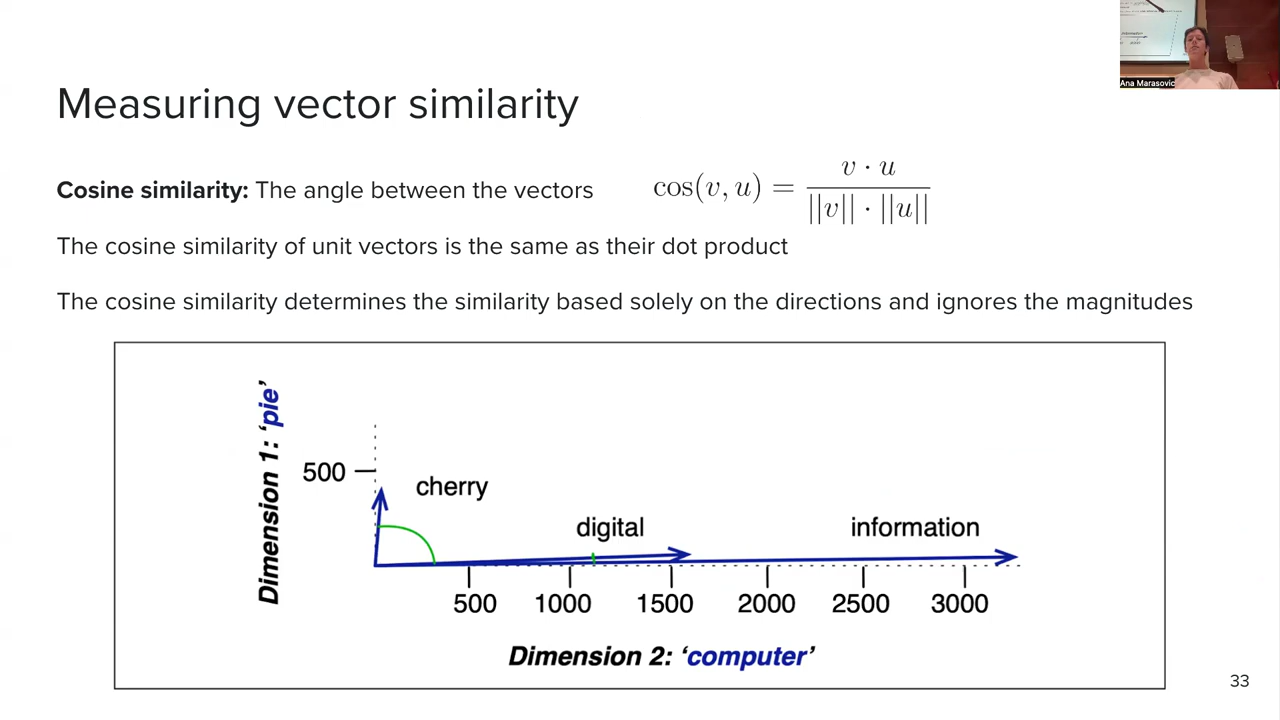 Ana Marasovic
Measuring vector similarity
Cosine similarity: The angle between the vectors
cos(v, u) = v · u / ||v|| · ||u||
The cosine similarity of unit vectors is the same as their dot product
The cosine similarity determines the similarity based solely on the directions and ignores the magnitudes
Dimension 1: ‘pie’
500
cherry
digital
information
500 1000 1500 2000 2500 3000
Dimension 2: ‘computer’
33